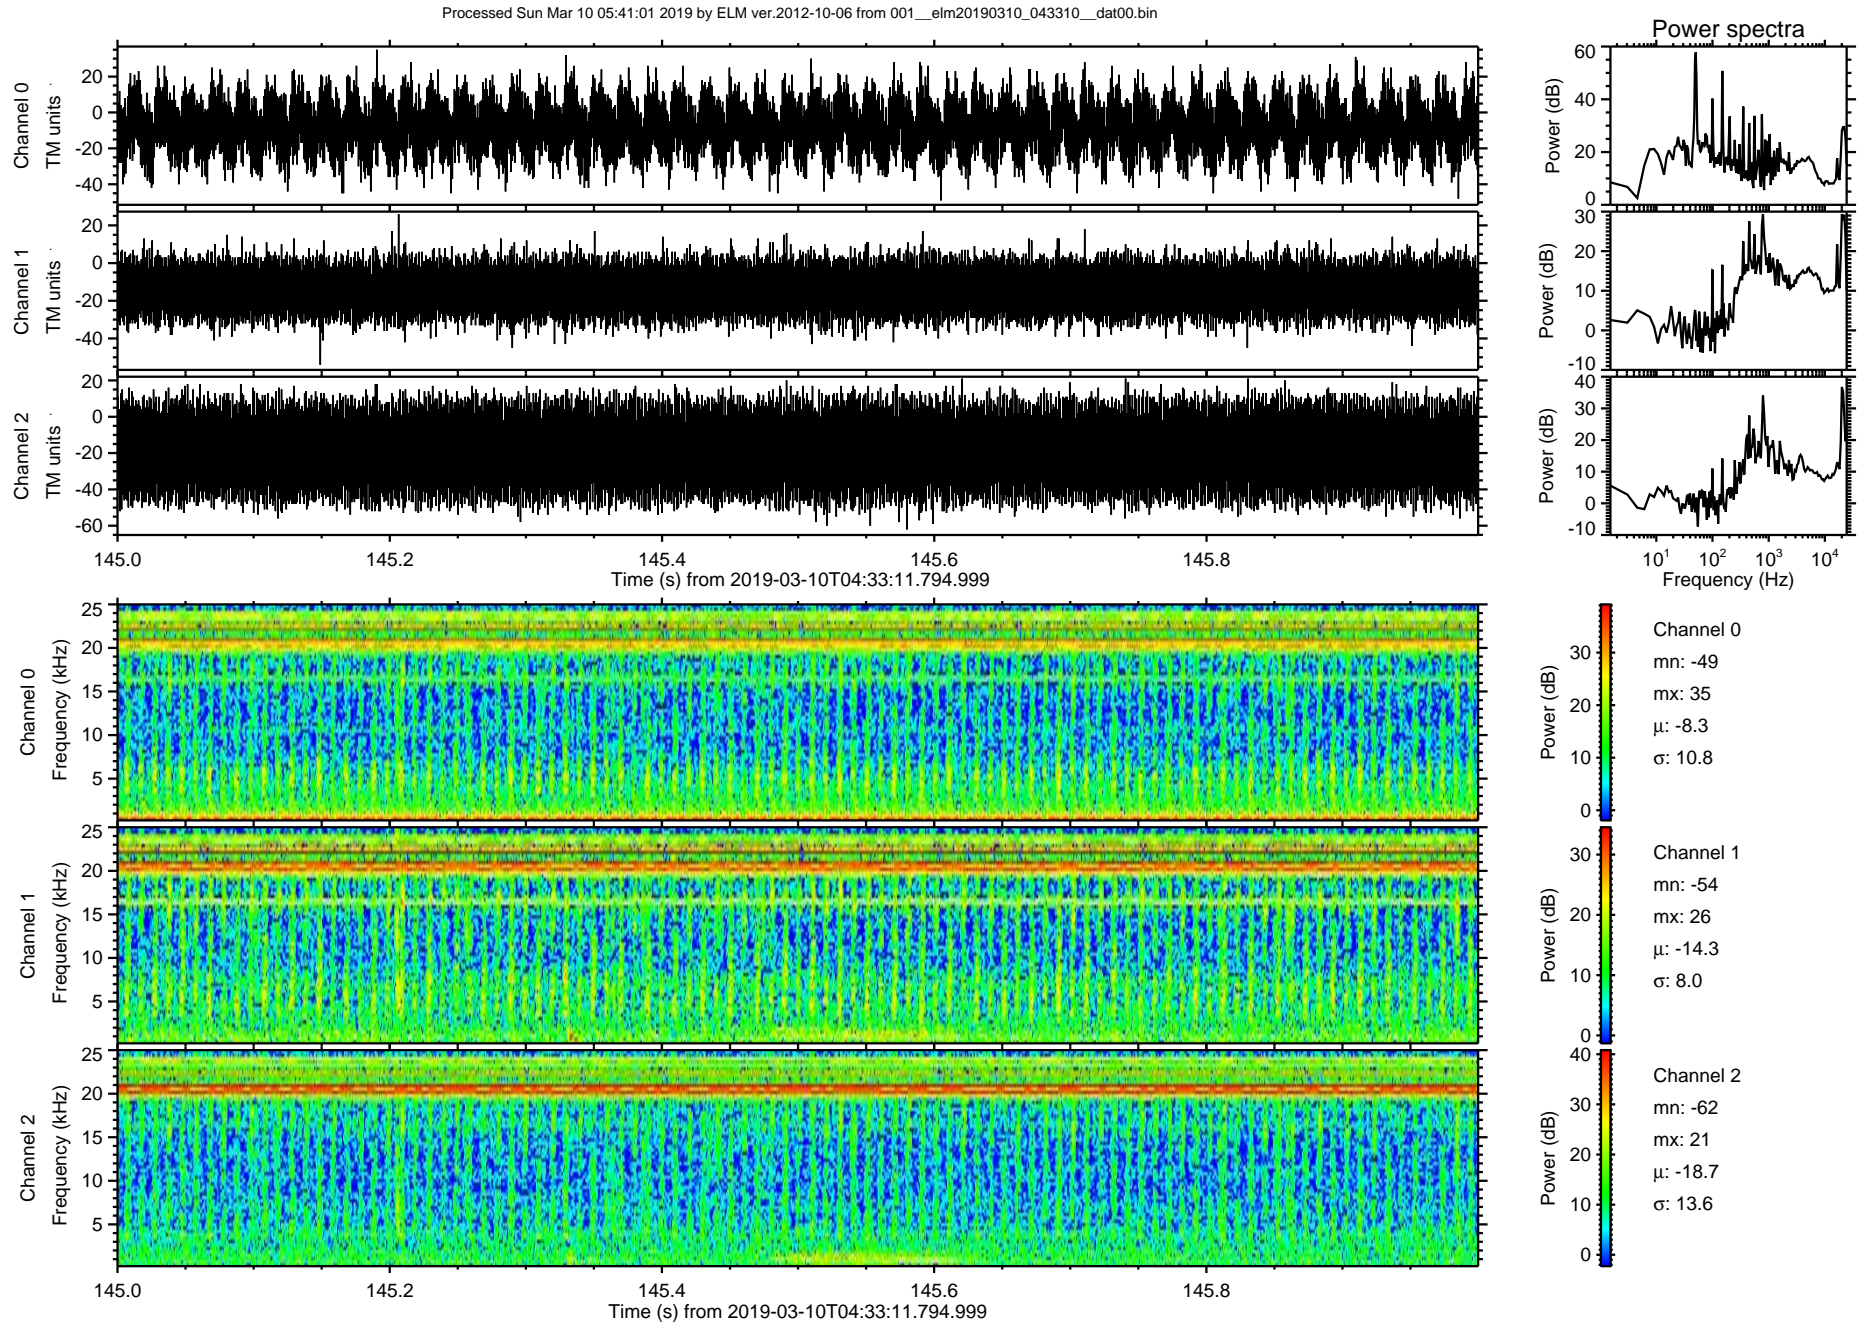 Processed Sun Mar 10 05:41:01 2019 by ELM ver.2012-10-06 from 001__elm20190310_043310__dat00.bin
Power spectra
Channel 0
TM units
20
0
-20
-40
Power (dB)
60
40
20
0
Channel 1
TM units
20
0
-20
-40
Power (dB)
30
20
10
0
-10
Channel 2
TM units
20
0
-20
-40
-60
Power (dB)
40
30
20
10
0
-10
145.0 145.2 145.4 145.6 145.8
Time (s) from 2019-03-10T04:33:11.794.999
10^1 10^2 10^3 10^4
Frequency (Hz)
Channel 0
Frequency (kHz)
25
20
15
10
5
Power (dB)
30
20
10
0
Channel 0
mn: -49
mx: 35
μ: -8.3
σ: 10.8
Channel 1
Frequency (kHz)
25
20
15
10
5
Power (dB)
30
20
10
0
Channel 1
mn: -54
mx: 26
μ: -14.3
σ: 8.0
Channel 2
Frequency (kHz)
25
20
15
10
5
Power (dB)
40
30
20
10
0
Channel 2
mn: -62
mx: 21
μ: -18.7
σ: 13.6
145.0 145.2 145.4 145.6 145.8
Time (s) from 2019-03-10T04:33:11.794.999